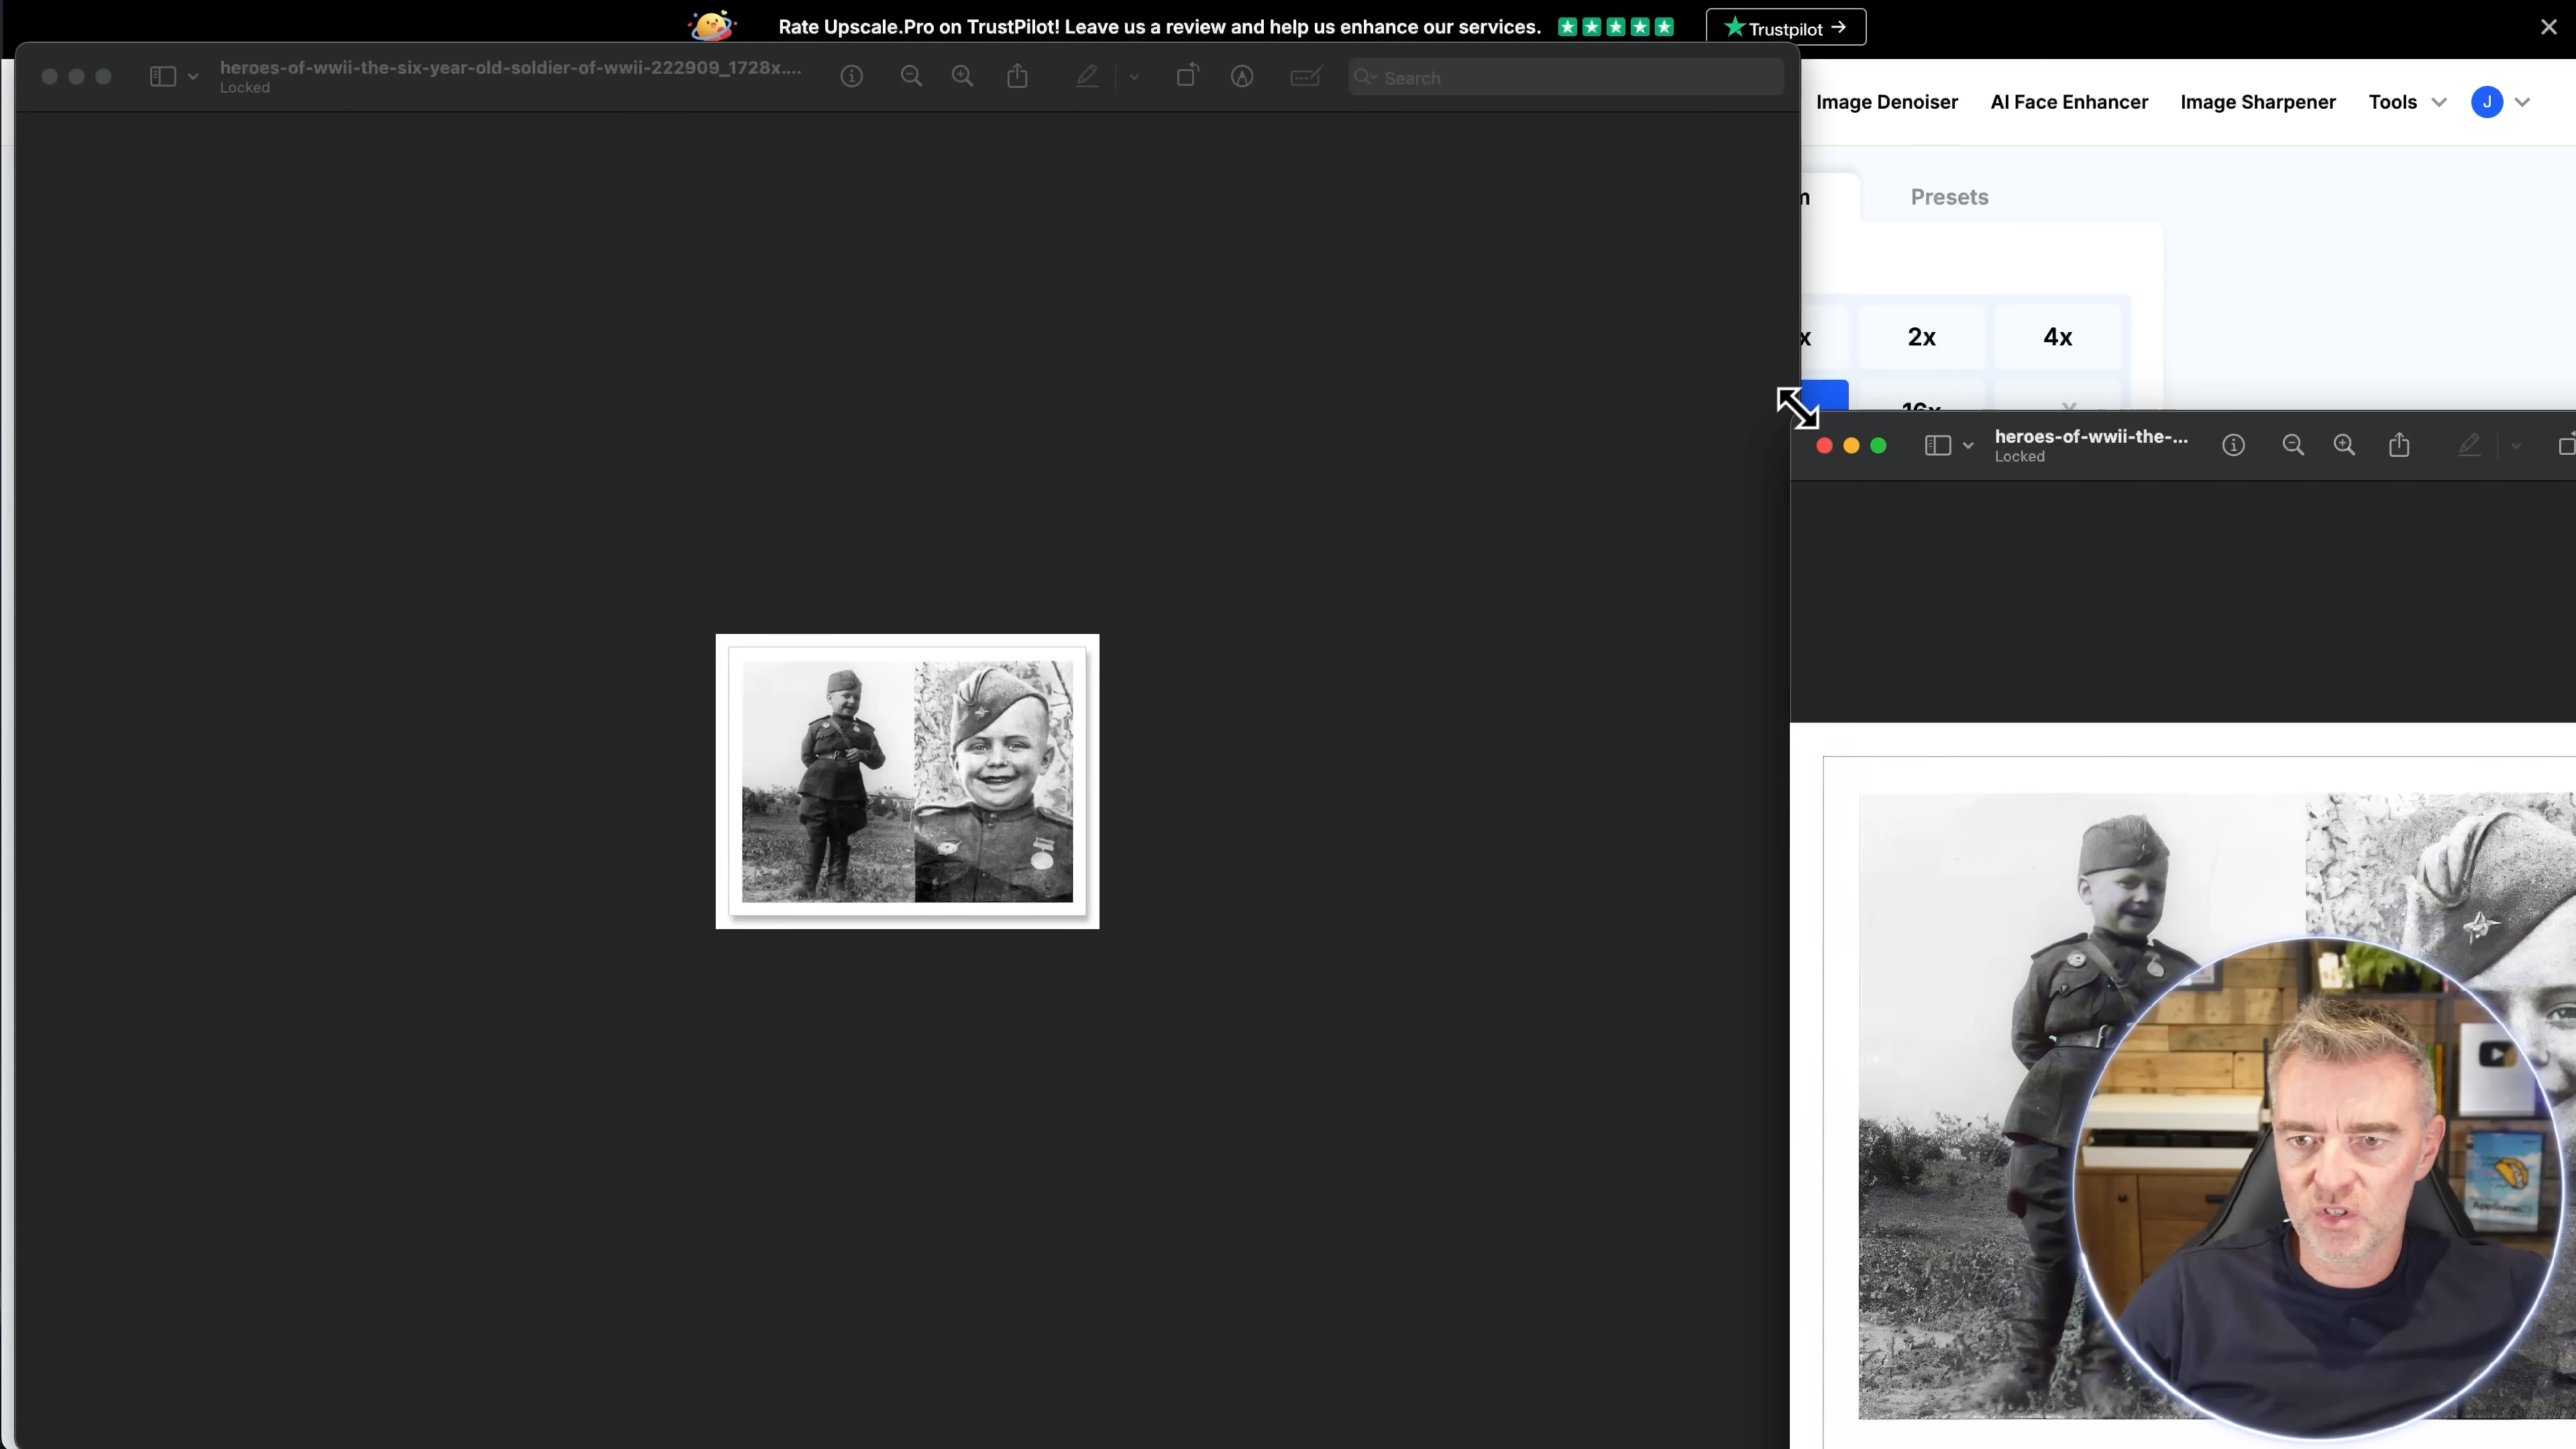 Rate Upscale.Pro on TrustPilot! Leave us a review and help us enhance our services.
Trustpilot →
heroes-of-wwii-the-six-year-old-soldier-of-wwii-222909_1728x....
Locked
Search
Image Denoiser
AI Face Enhancer
Image Sharpener
Tools
J
Presets
2x
4x
16x
heroes-of-wwii-the-...
Locked